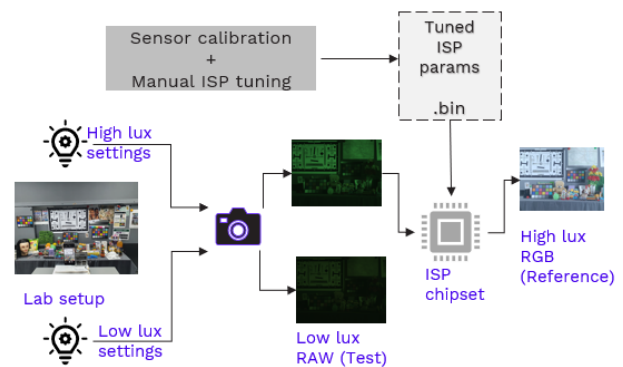 Sensor calibration
+
Manual ISP tuning
Tuned
ISP
params
.bin
High lux
settings
Lab setup
Low lux
settings
Low lux
RAW (Test)
ISP
chipset
High lux
RGB
(Reference)